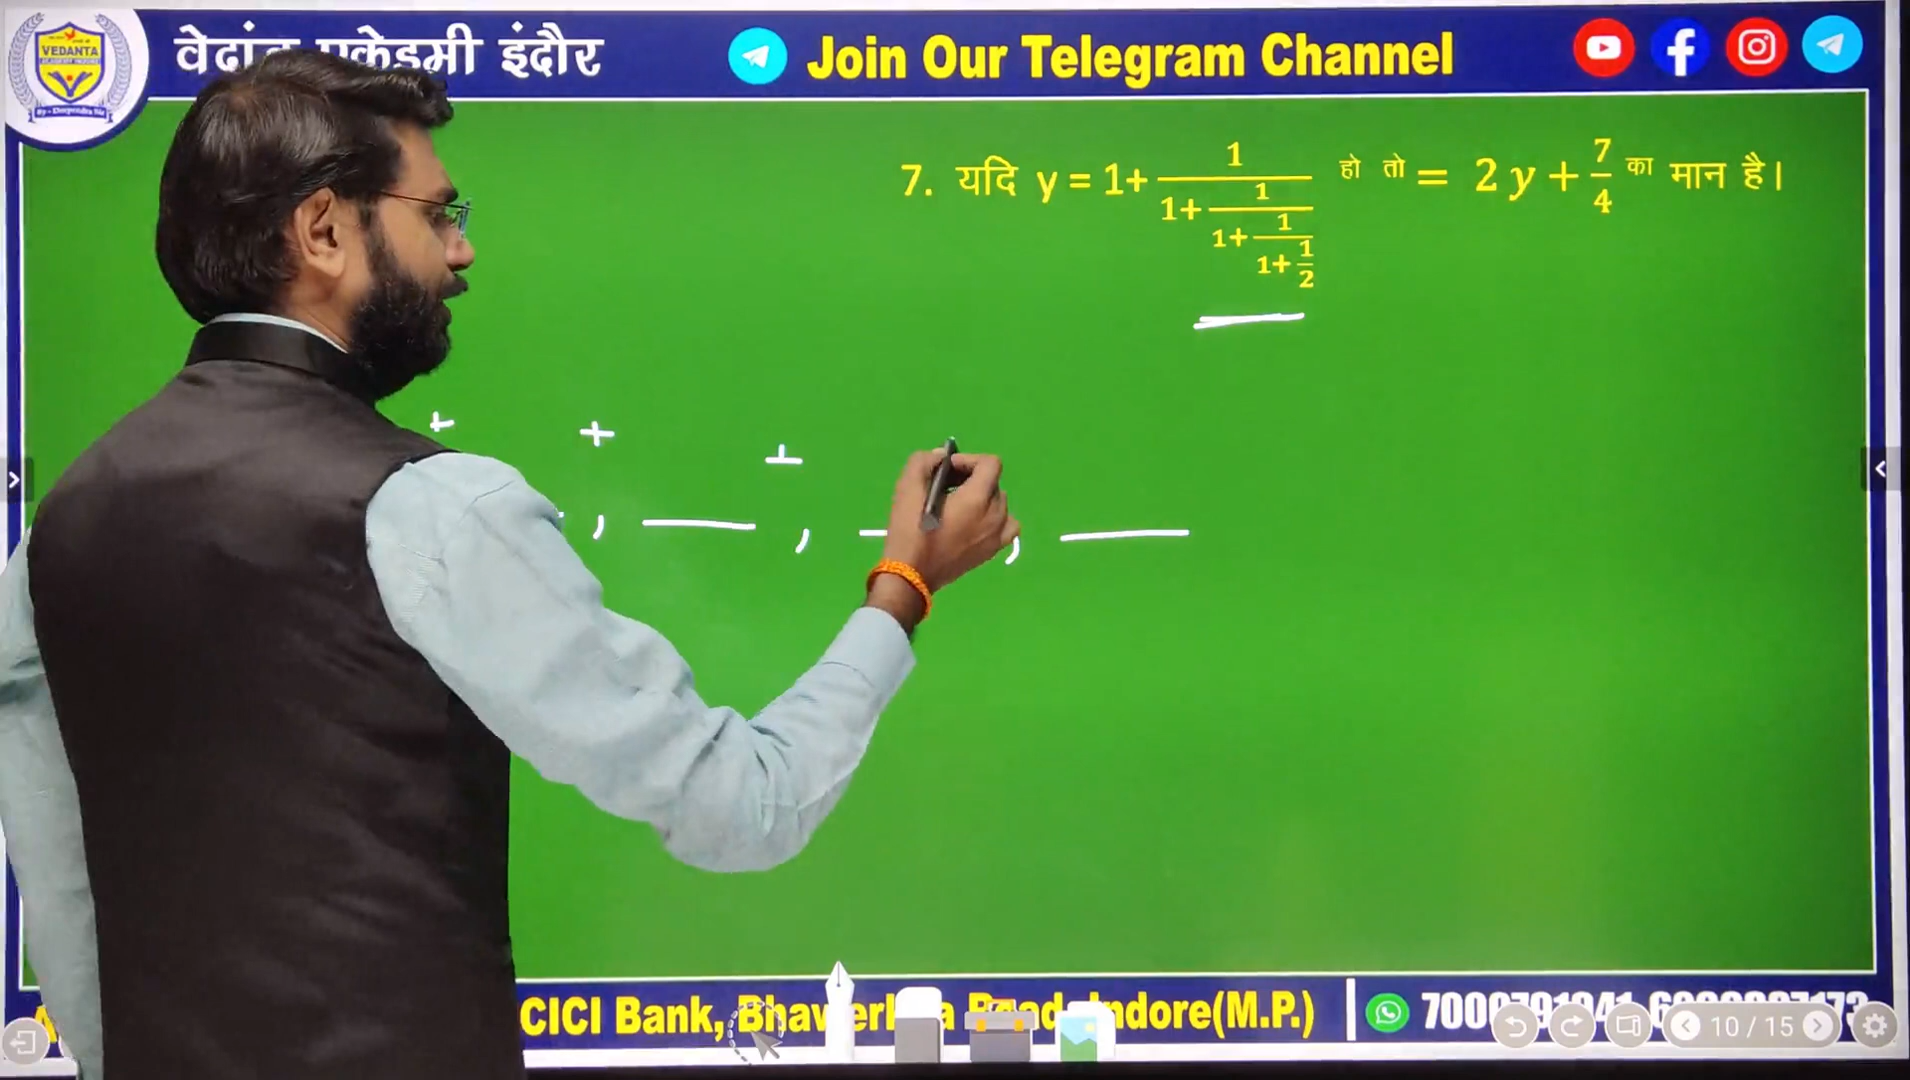 VEDANTA
वेदांत एकेडमी इंदौर
Join Our Telegram Channel
7. यदि y = 1+ 1/(1+ 1/(1+ 1/(1+ 1/2))) हो तो = 2y + 7/4 का मान है।
+ + +
, , ,
CICI Bank, Indore(M.P.)
10 / 15